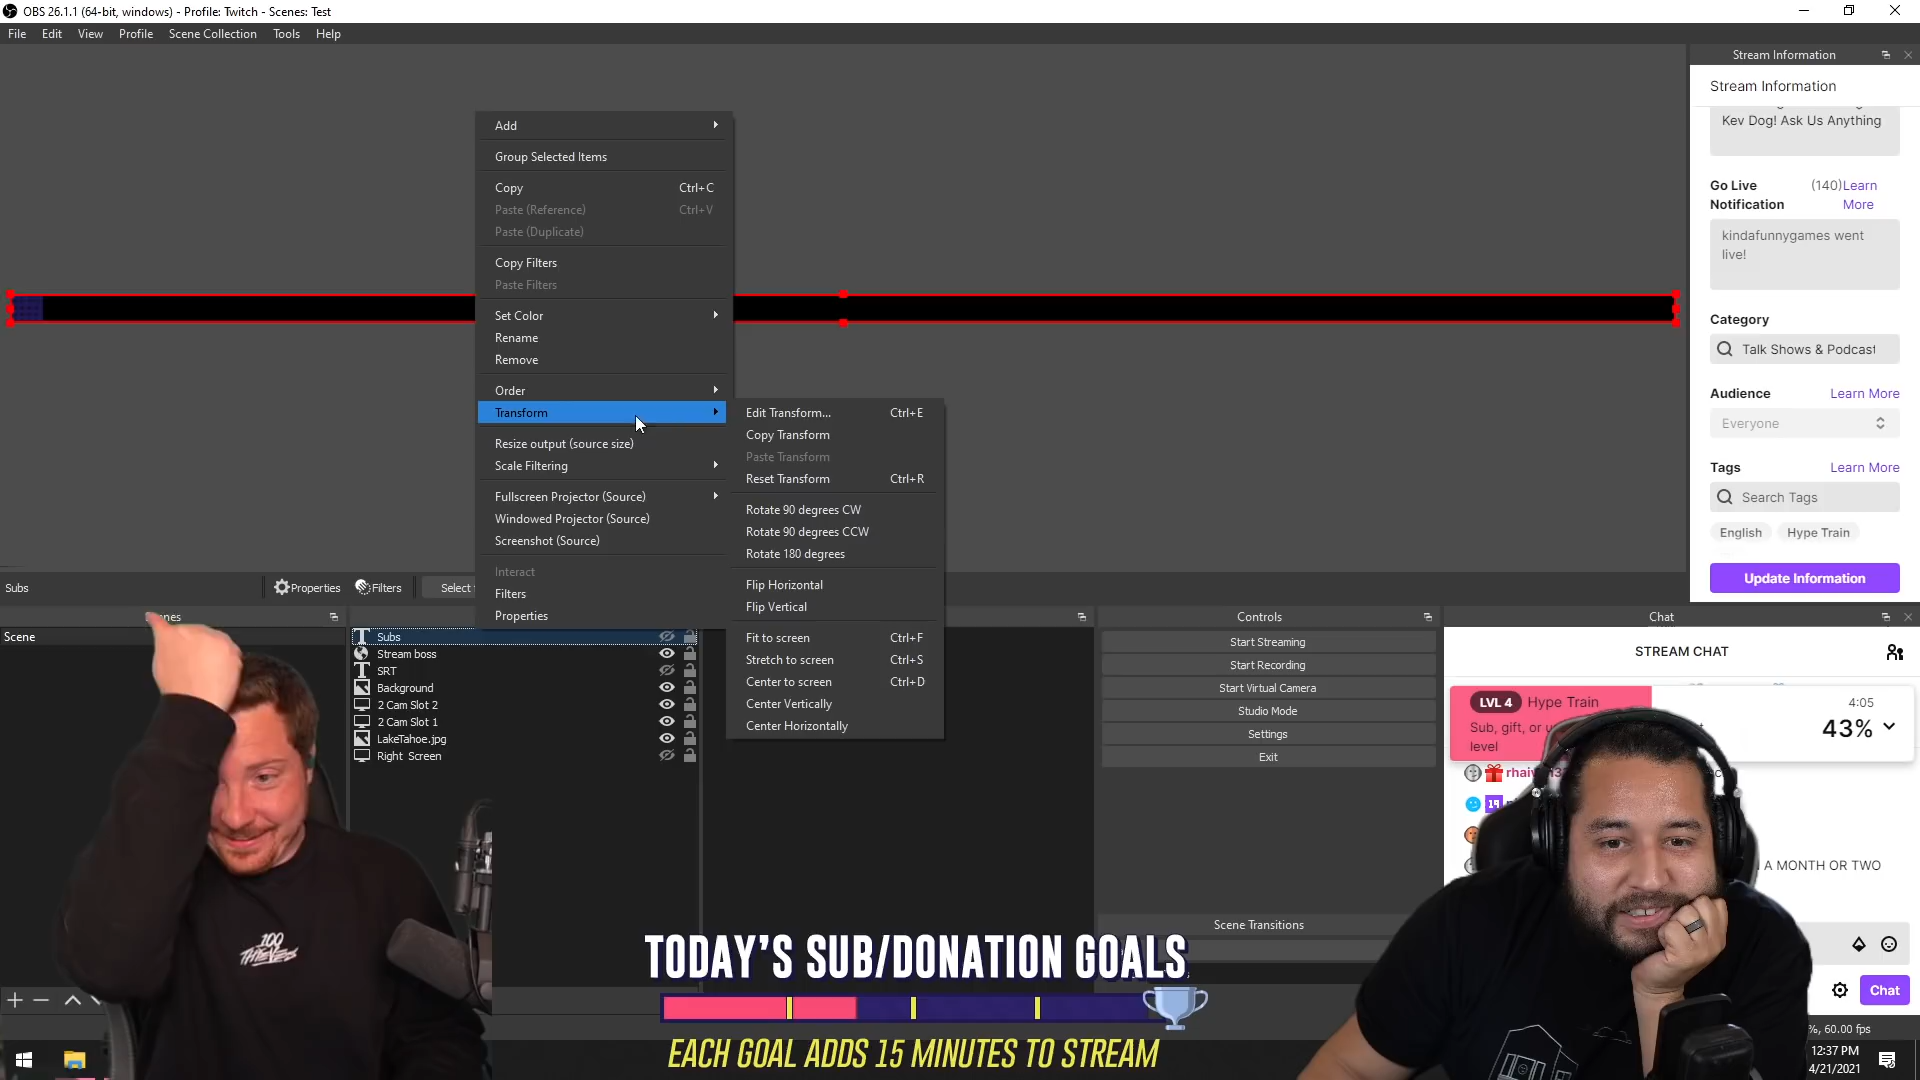 OBS 26.1.1 (64-bit, windows) - Profile: Twitch - Scenes: Test
File Edit View Profile Scene Collection Tools Help
Stream Information
Stream Information
Kev Dog! Ask Us Anything
Go Live Notification
(140) Learn More
kindafunnygames went live!
Category
Talk Shows & Podcast
Audience Learn More
Everyone
Tags Learn More
Search Tags
English Hype Train
Update Information
Add
Group Selected Items
Copy Ctrl+C
Paste (Reference) Ctrl+V
Paste (Duplicate)
Copy Filters
Paste Filters
Set Color
Rename
Remove
Order
Transform
Resize output (source size)
Scale Filtering
Fullscreen Projector (Source)
Windowed Projector (Source)
Screenshot (Source)
Interact
Filters
Properties
Edit Transform... Ctrl+E
Copy Transform
Paste Transform
Reset Transform Ctrl+R
Rotate 90 degrees CW
Rotate 90 degrees CCW
Rotate 180 degrees
Flip Horizontal
Flip Vertical
Fit to screen Ctrl+F
Stretch to screen Ctrl+S
Center to screen Ctrl+D
Center Vertically
Center Horizontally
Subs
Properties Filters Select
Scene
Subs
Stream boss
SRT
Background
2 Cam Slot 2
2 Cam Slot 1
LakeTahoe.jpg
Right Screen
Controls
Start Streaming
Start Recording
Start Virtual Camera
Studio Mode
Settings
Exit
Scene Transitions
Chat
STREAM CHAT
LVL 4 Hype Train 4:05
Sub, gift, or
level
43%
19
A MONTH OR TWO
Chat
100
THIEVES
TODAY'S SUB/DONATION GOALS
EACH GOAL ADDS 15 MINUTES TO STREAM
%, 60.00 fps
12:37 PM
4/21/2021